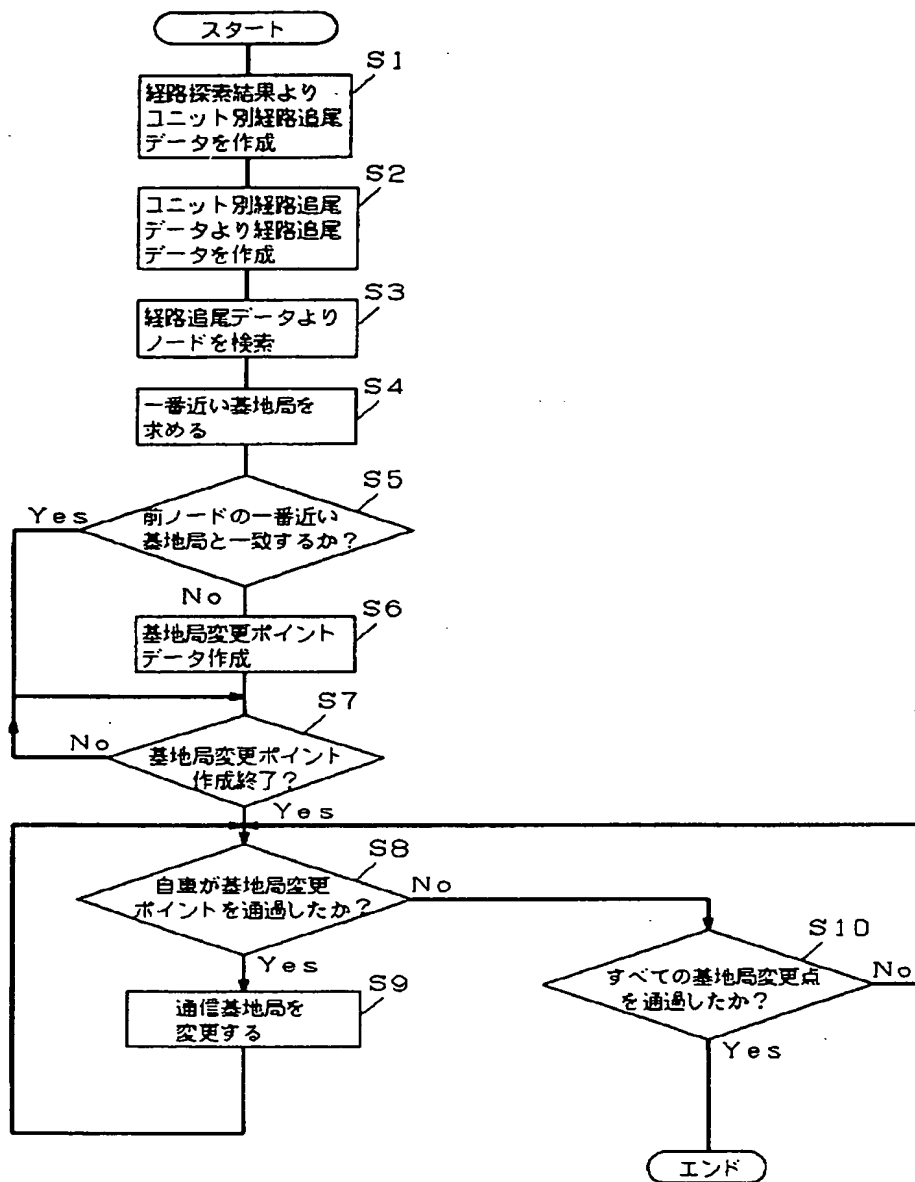 スタート
S1
経路探索結果より
ユニット別経路追尾
データを作成
S2
ユニット別経路追尾
データより経路追尾
データを作成
S3
経路追尾データより
ノードを検索
S4
一番近い基地局を
求める
S5
Yes
前ノードの一番近い
基地局と一致するか？
No
S6
基地局変更ポイント
データ作成
S7
No
基地局変更ポイント
作成終了？
Yes
S8
自車が基地局変更
ポイントを通過したか？
No
Yes
S9
通信基地局を
変更する
S10
すべての基地局変更点
を通過したか？
No
Yes
エンド